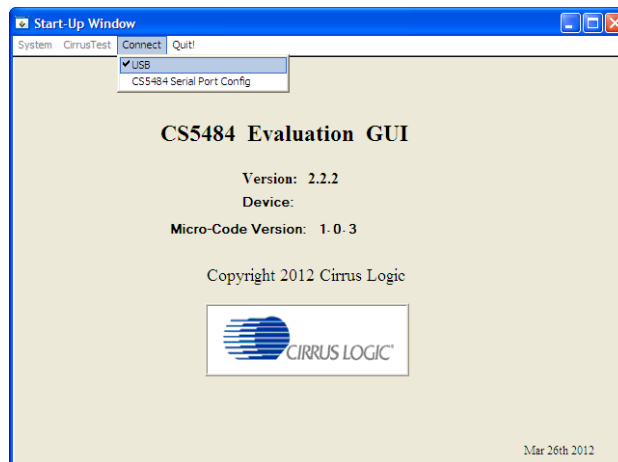 Start-Up Window
System CirrusTest Connect Quit!
USB
CS5484 Serial Port Config
CS5484 Evaluation GUI
Version: 2.2.2
Device:
Micro-Code Version: 1.0.3
Copyright 2012 Cirrus Logic
CIRRUS LOGIC®
Mar 26th 2012